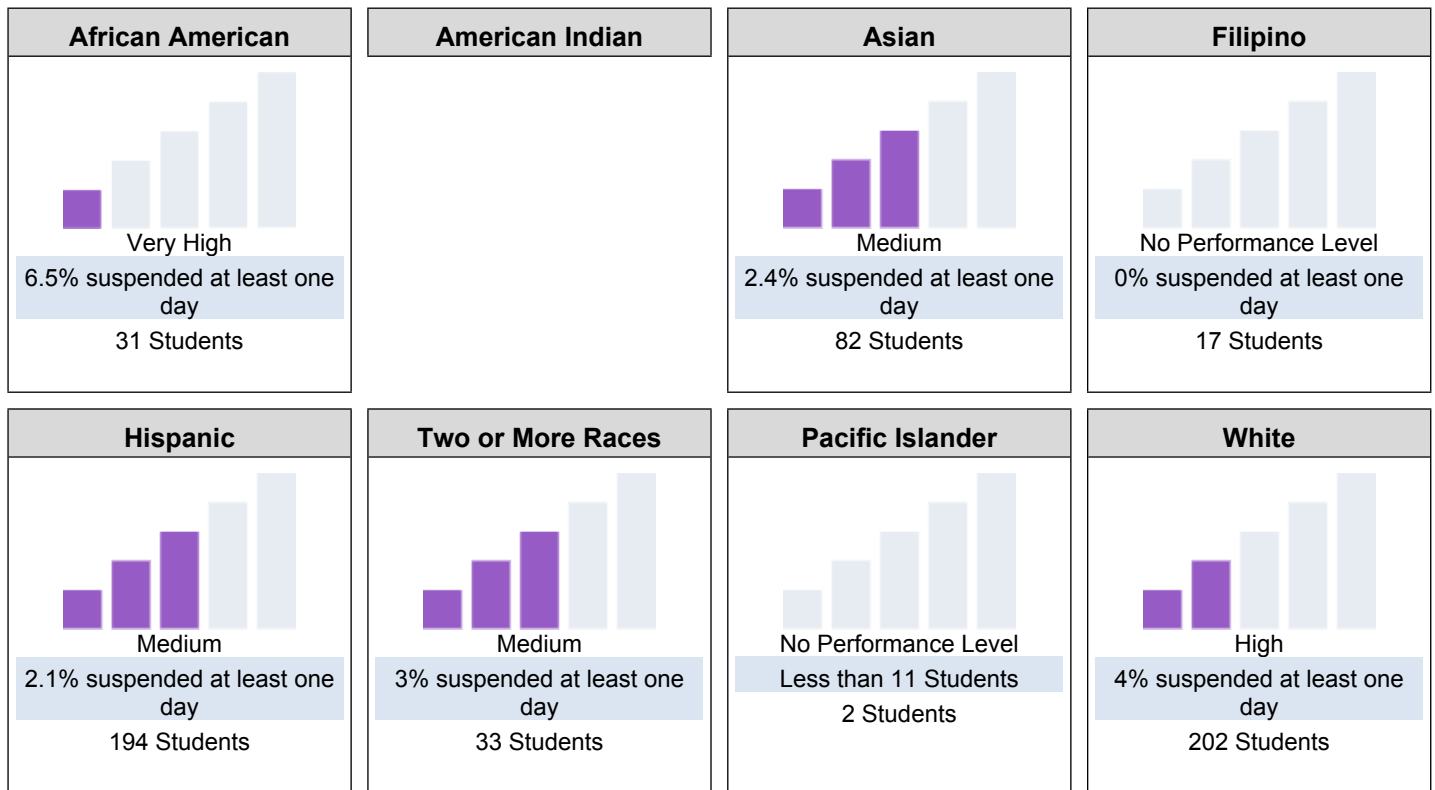 African American
Very High
6.5% suspended at least one
day
31 Students
American Indian
Asian
Medium
2.4% suspended at least one
day
82 Students
Filipino
No Performance Level
0% suspended at least one
day
17 Students
Hispanic
Medium
2.1% suspended at least one
day
194 Students
Two or More Races
Medium
3% suspended at least one
day
33 Students
Pacific Islander
No Performance Level
Less than 11 Students
2 Students
White
High
4% suspended at least one
day
202 Students